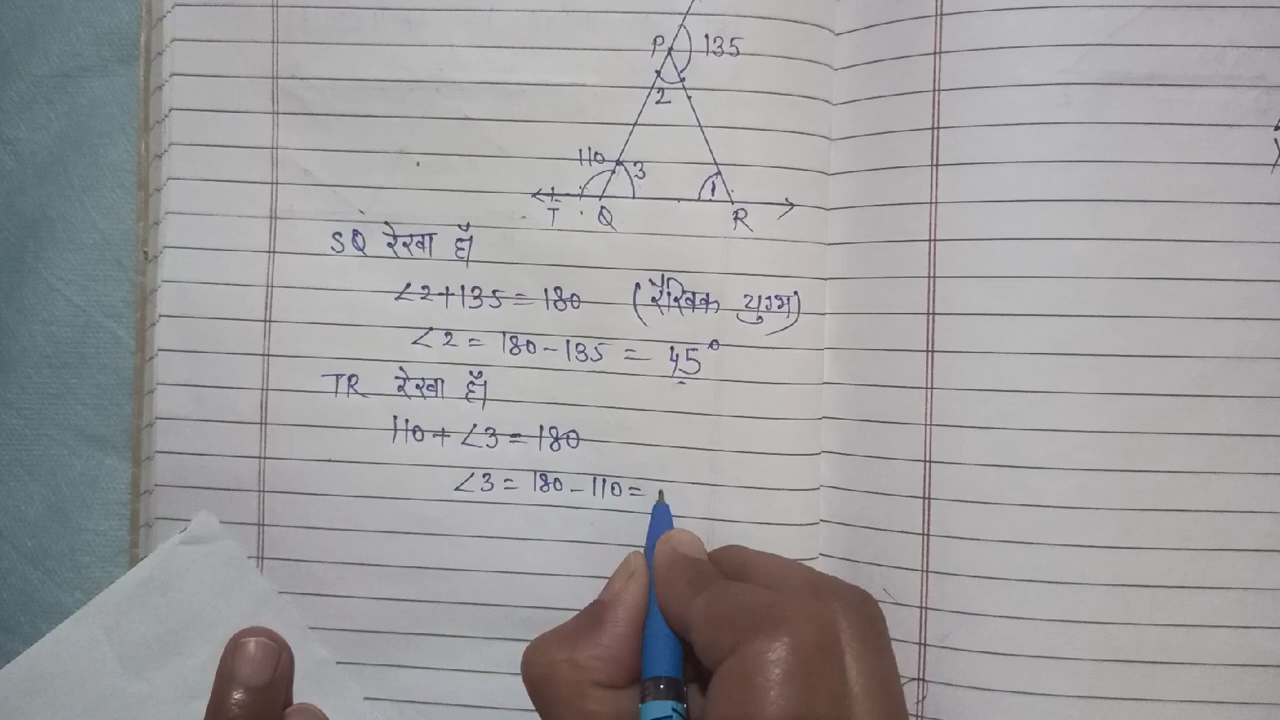 P 135
2
110 3 1
T Q R
SQ रेखा हैं।
∠2+135=180 (रैखिक युग्म)
∠2 = 180-135 = 45°
TR रेखा हैं।
110+∠3=180
∠3 = 180-110=